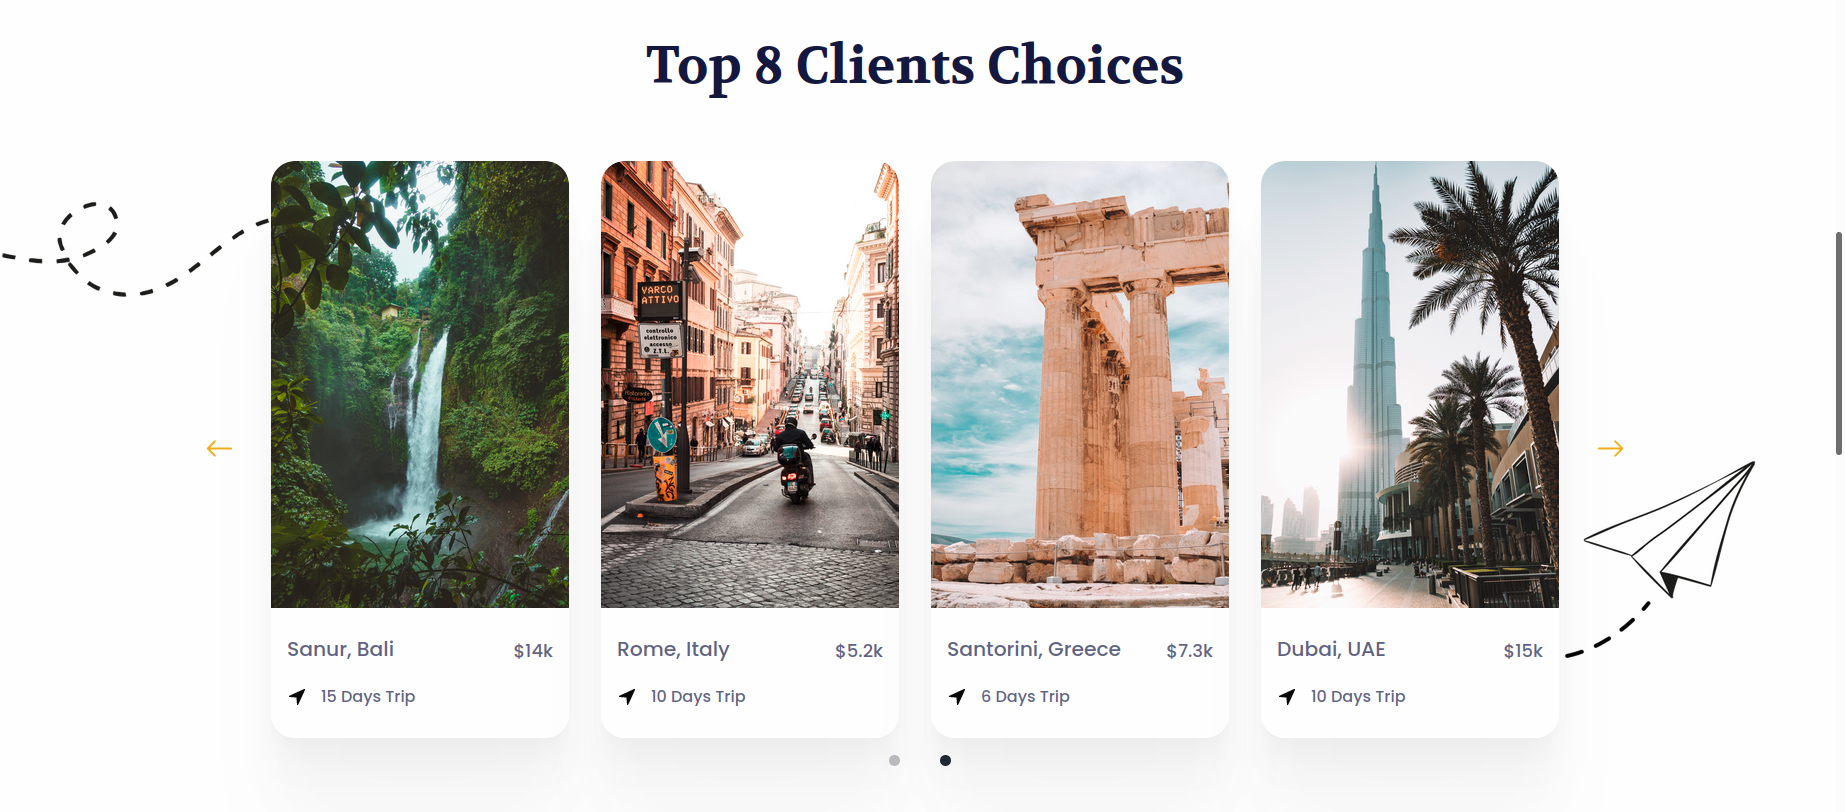 Top 8 Clients Choices
VARCO
ATTIVO
controllo
elettronico
accesso
Z.T.L.
Sanur, Bali
$14k
15 Days Trip
Rome, Italy
$5.2k
10 Days Trip
Santorini, Greece
$7.3k
6 Days Trip
Dubai, UAE
$15k
10 Days Trip